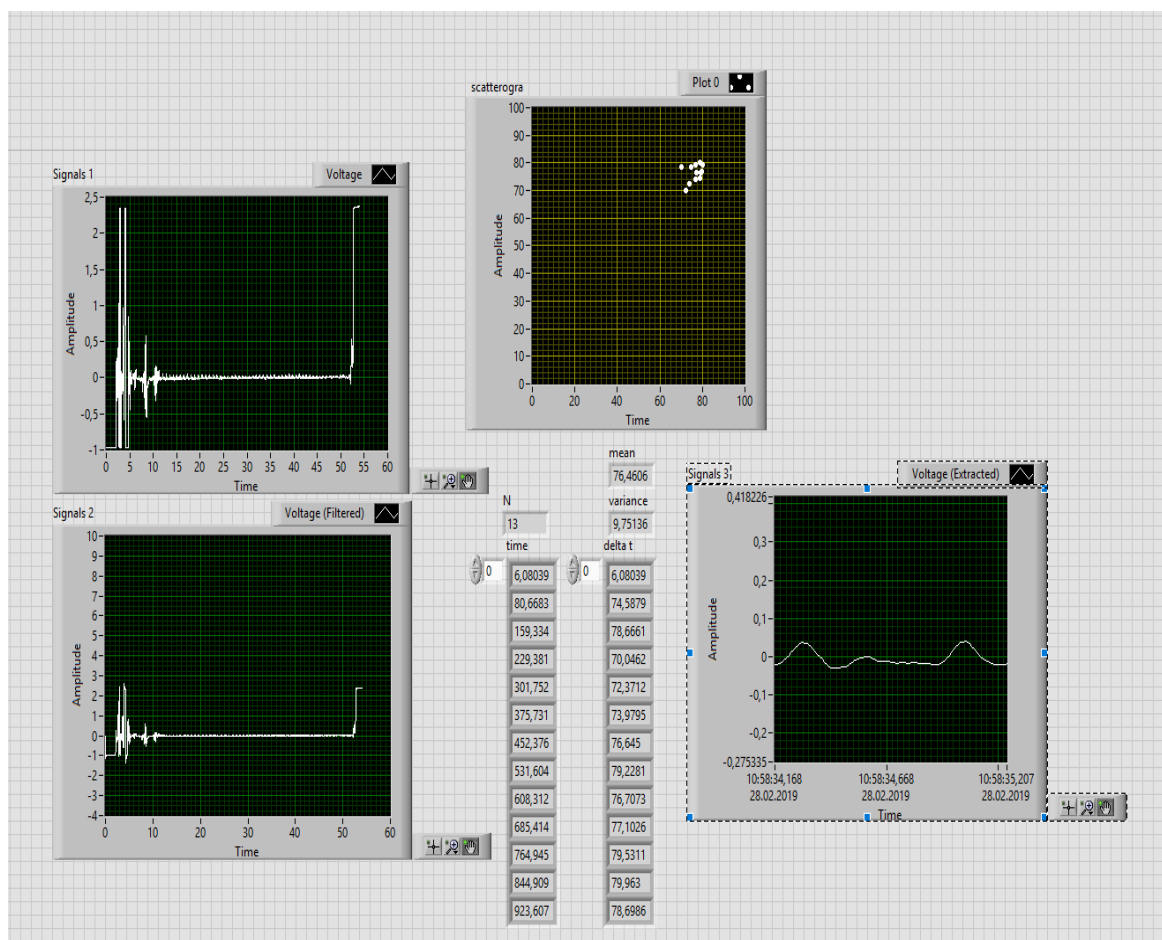 scatterogra
Plot 0
100
90
80
70
60
50
40
30
20
10
0
Amplitude
0 20 40 60 80 100
Time
Signals 1
Voltage
2,5
2
1,5
1
0,5
0
-0,5
-1
Amplitude
0 5 10 15 20 25 30 35 40 45 50 55 60
Time
Signals 2
Voltage (Filtered)
10
9
8
7
6
5
4
3
2
1
0
-1
-2
-3
-4
Amplitude
0 10 20 30 40 50 60
Time
mean
76,4606
N
variance
13
9,75136
time
delta t
0
0
6,08039 6,08039
80,6683 74,5879
159,334 78,6661
229,381 70,0462
301,752 72,3712
375,731 73,9795
452,376 76,645
531,604 79,2281
608,312 76,7073
685,414 77,1026
764,945 79,5311
844,909 79,963
923,607 78,6986
Signals 3
Voltage (Extracted)
0,418226
0,3
0,2
0,1
0
-0,1
-0,2
-0,275335
Amplitude
10:58:34,168 10:58:34,668 10:58:35,207
28.02.2019 28.02.2019 28.02.2019
Time